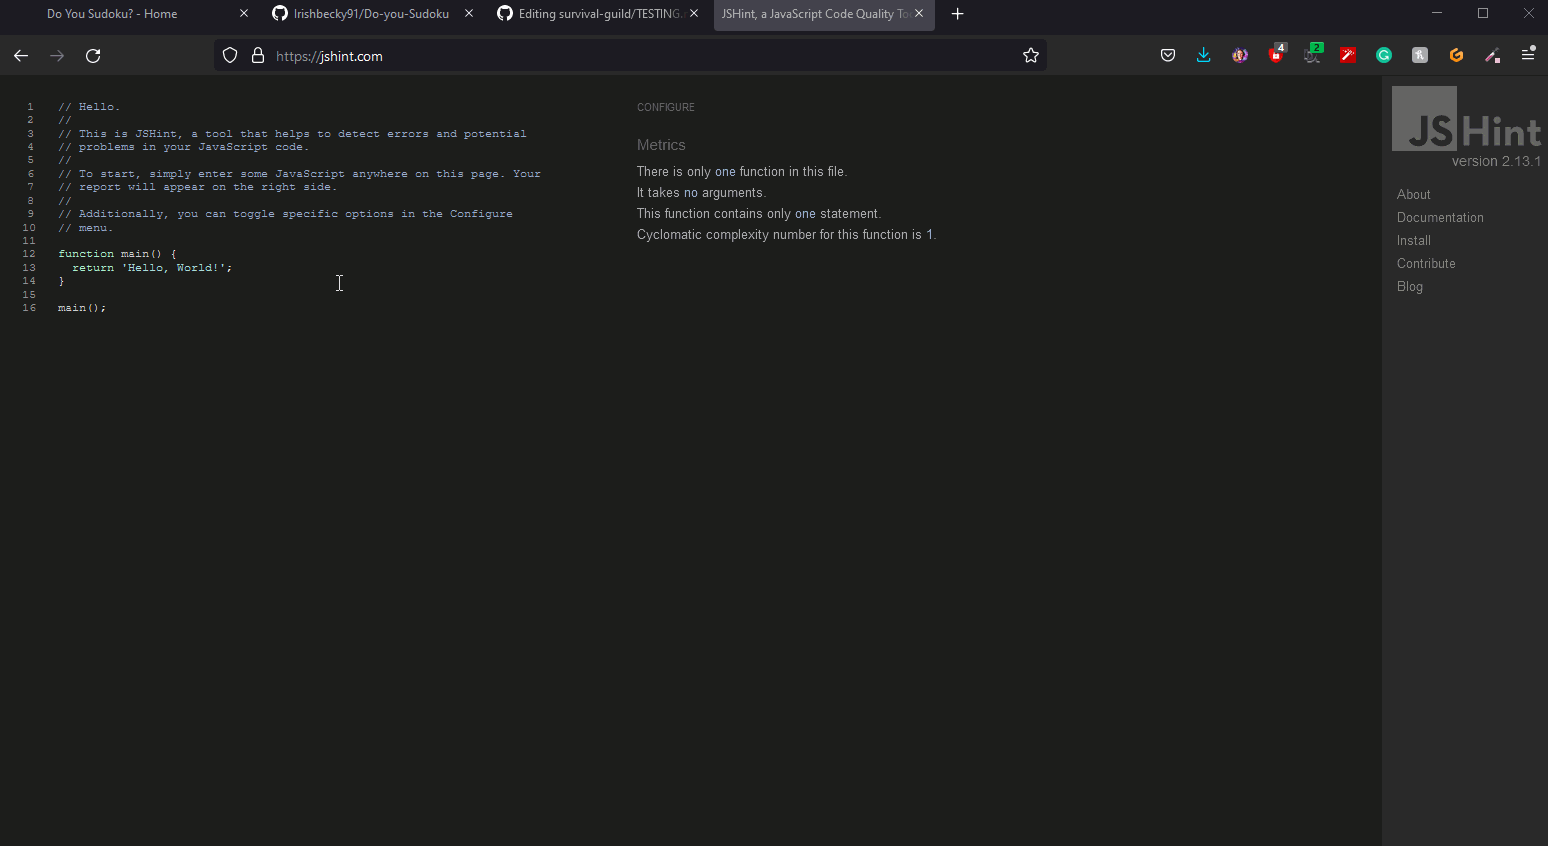 Do You Sudoku? - Home
Irishbecky91/Do-you-Sudoku
Editing survival-guild/TESTING.
JSHint, a JavaScript Code Quality To
https://jshint.com
4
2
1 // Hello.
2 //
3 // This is JSHint, a tool that helps to detect errors and potential
4 // problems in your JavaScript code.
5 //
6 // To start, simply enter some JavaScript anywhere on this page. Your
7 // report will appear on the right side.
8 //
9 // Additionally, you can toggle specific options in the Configure
10 // menu.
11
12 function main() {
13 return 'Hello, World!';
14 }
15
16 main();
CONFIGURE
Metrics
There is only one function in this file.
It takes no arguments.
This function contains only one statement.
Cyclomatic complexity number for this function is 1.
JSHint
version 2.13.1
About
Documentation
Install
Contribute
Blog